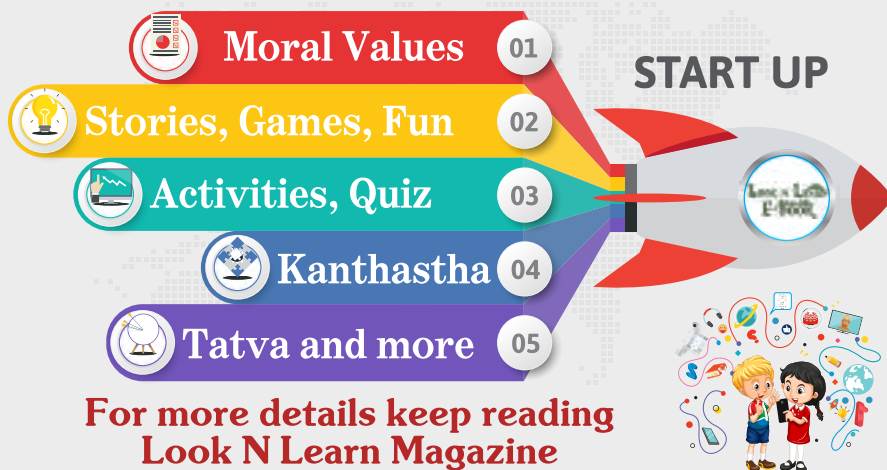 Moral Values 01
START UP
Stories, Games, Fun 02
Activities, Quiz 03
Kanthastha 04
Tatva and more 05
For more details keep reading
Look N Learn Magazine